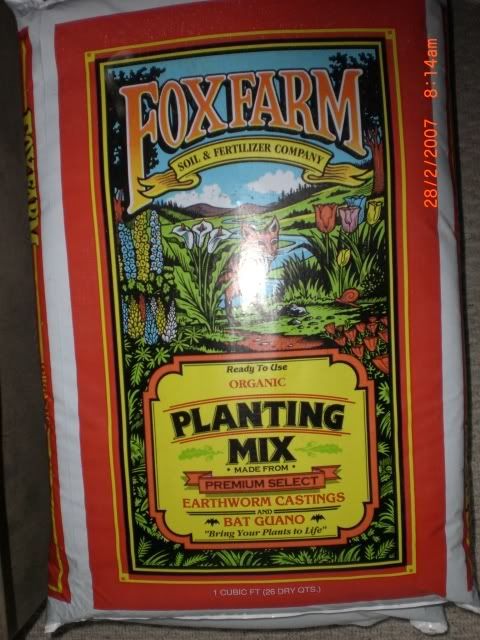 FOXFARM
SOIL & FERTILIZER COMPANY
Ready To Use
ORGANIC
PLANTING
MIX
• MADE FROM •
PREMIUM SELECT
EARTHWORM CASTINGS
AND
BAT GUANO
"Bring Your Plants to Life"
1 CUBIC FT (26 DRY QTS.)
28/2/2007 8:14am